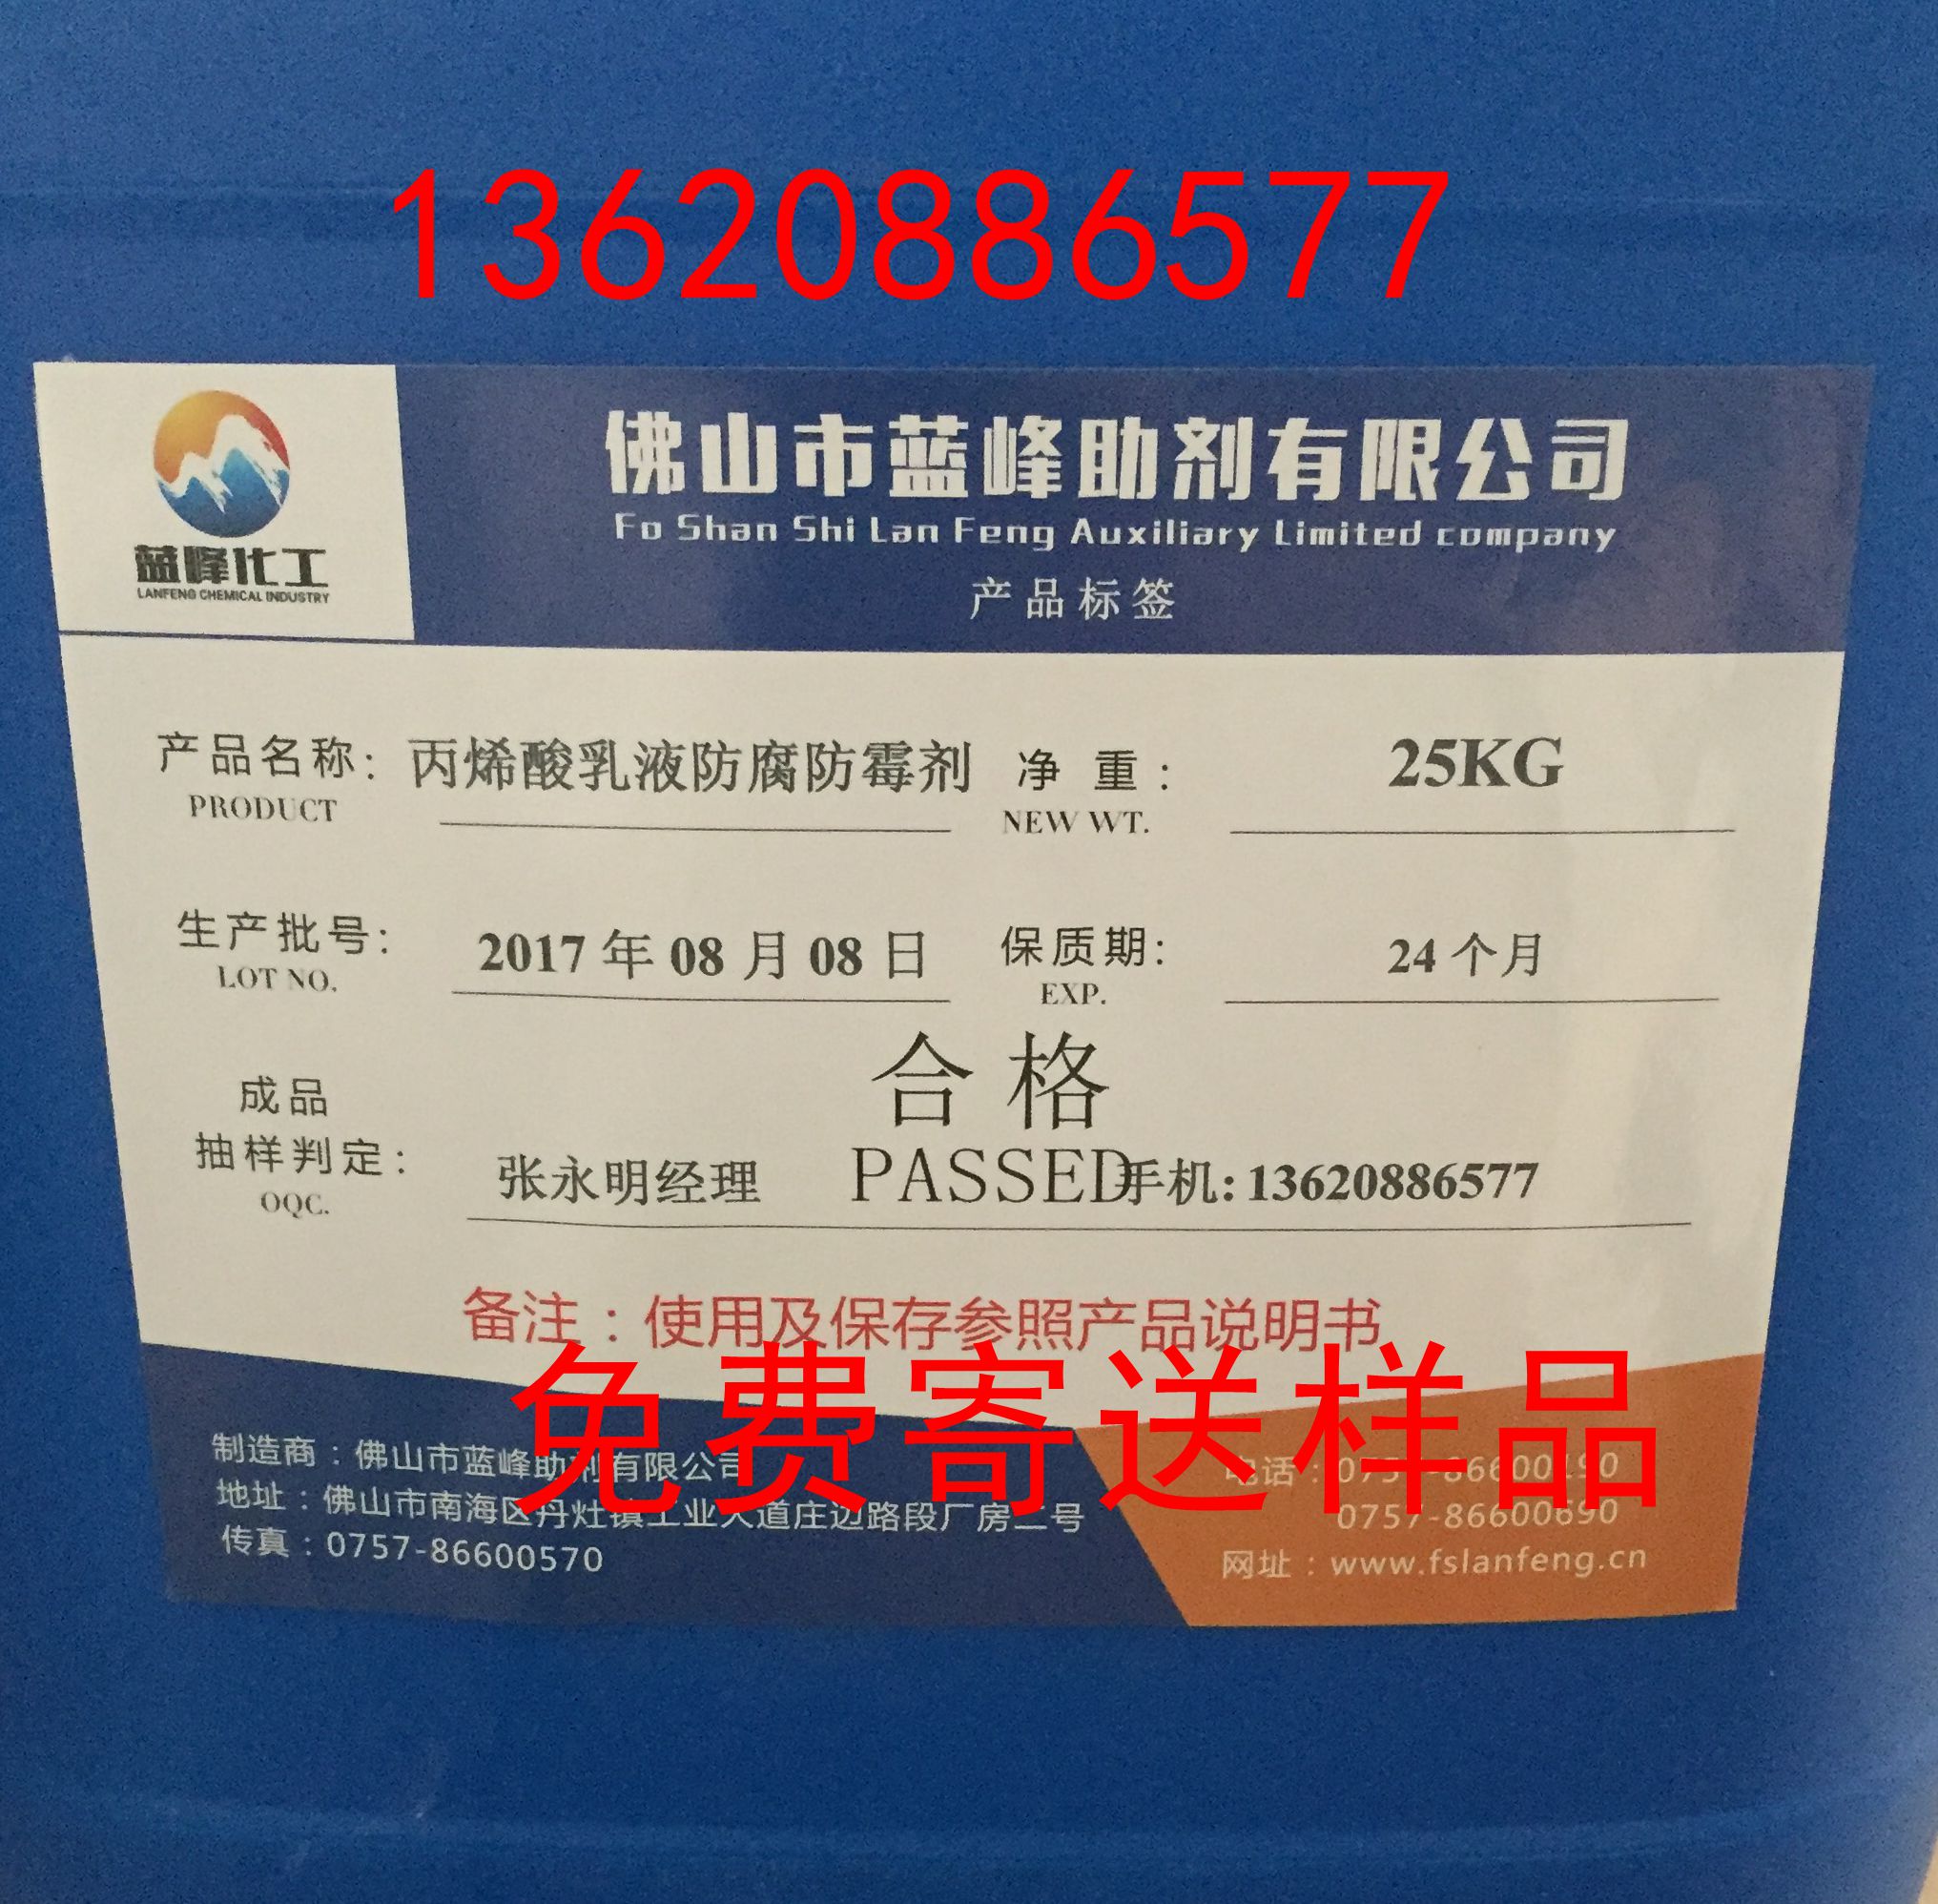 13620886577
佛山市蓝峰助剂有限公司
Fo Shan Shi Lan Feng Auxiliary Limited company
产品标签
蓝峰化工
LANFENG CHEMICAL INDUSTRY
产品名称: 丙烯酸乳液防腐防霉剂 净重: 25KG
PRODUCT NEW WT.
生产批号: 2017年08月08日 保质期: 24个月
LOT NO. EXP.
合格
成品
抽样判定: 张永明经理 PASSED 手机:13620886577
OQC.
备注：使用及保存参照产品说明书
免费寄送样品
制造商：佛山市蓝峰助剂有限公司
地址：佛山市南海区丹灶镇工业大道庄边路段厂房二号
传真：0757-86600570
电话：
0757-86600690
网址：www.fslanfeng.cn